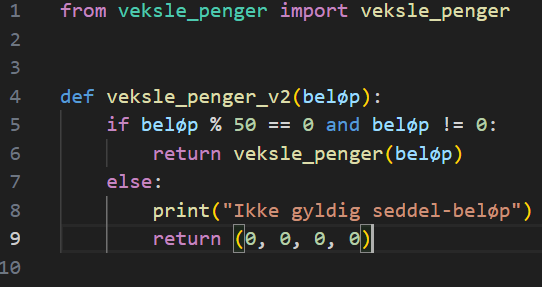 1 from veksle_penger import veksle_penger
2
3
4 def veksle_penger_v2(beløp):
5     if beløp % 50 == 0 and beløp != 0:
6         return veksle_penger(beløp)
7     else:
8         print("Ikke gyldig seddel-beløp")
9         return (0, 0, 0, 0)
10